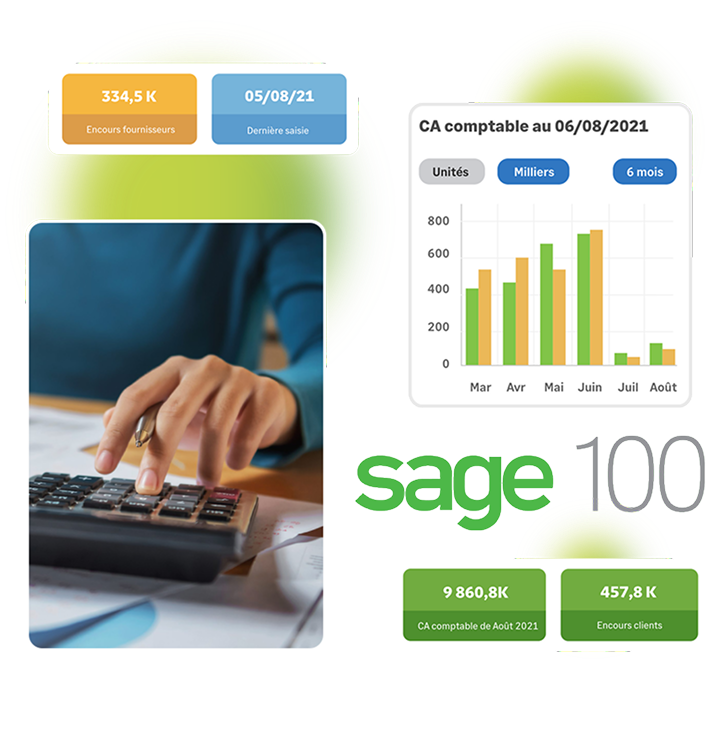 334,5 K
Encours fournisseurs
05/08/21
Dernière saisie
CA comptable au 06/08/2021
Unités
Milliers
6 mois
800
600
400
200
0
Mar Avr Mai Juin Juil Août
sage 100
9 860,8K
CA comptable de Août 2021
457,8 K
Encours clients